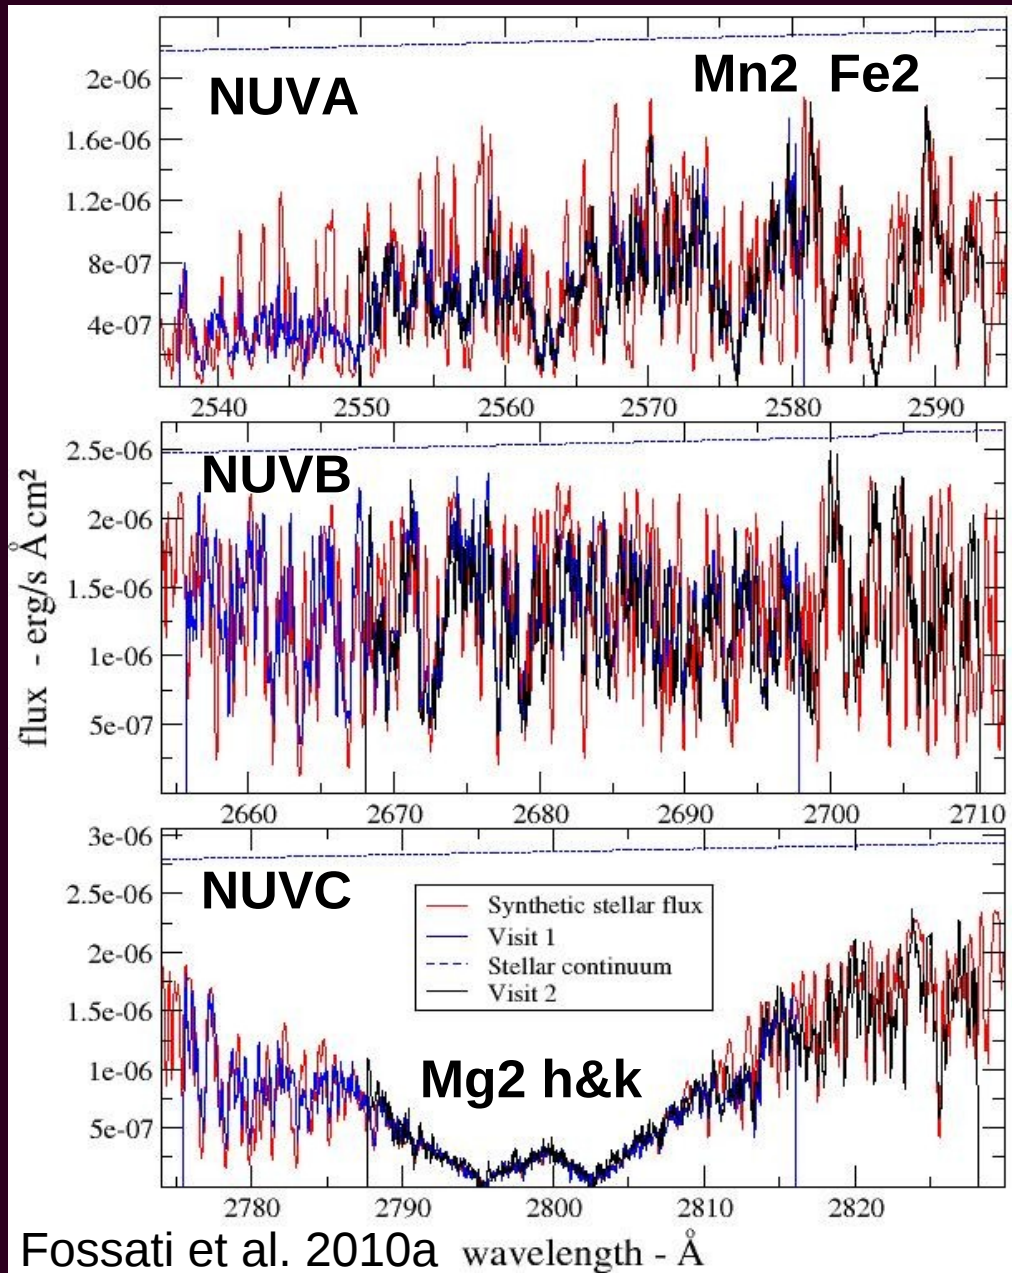 NUVA
Mn2 Fe2
2e-06
1.6e-06
1.2e-06
8e-07
4e-07
2540 2550 2560 2570 2580 2590
NUVB
2.5e-06
2e-06
1.5e-06
1e-06
5e-07
2660 2670 2680 2690 2700 2710
flux - erg/s Å cm²
NUVC
3e-06
2.5e-06
2e-06
1.5e-06
1e-06
5e-07
Synthetic stellar flux
Visit 1
Stellar continuum
Visit 2
Mg2 h&k
2780 2790 2800 2810 2820
Fossati et al. 2010a
wavelength - Å